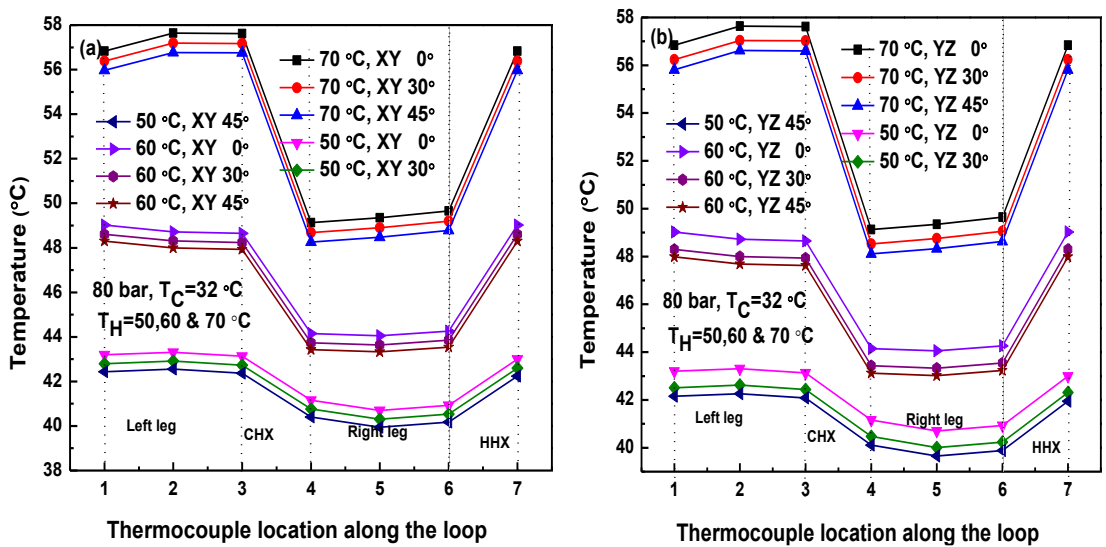 (a)
70 °C, XY 0°
70 °C, XY 30°
70 °C, XY 45°
50 °C, XY 0°
50 °C, XY 30°
50 °C, XY 45°
60 °C, XY 0°
60 °C, XY 30°
60 °C, XY 45°
80 bar, T_C=32 °C
T_H=50,60 & 70 °C
Left leg
CHX
Right leg
HHX
58
56
54
52
50
48
46
44
42
40
38
Temperature (°C)
1 2 3 4 5 6 7
Thermocouple location along the loop
(b)
70 °C, YZ 0°
70 °C, YZ 30°
70 °C, YZ 45°
50 °C, YZ 0°
50 °C, YZ 30°
50 °C, YZ 45°
60 °C, YZ 0°
60 °C, YZ 30°
60 °C, YZ 45°
80 bar, T_C=32 °C
T_H=50,60 & 70 °C
Left leg
CHX
Right leg
HHX
58
56
54
52
50
48
46
44
42
40
Temperature (°C)
1 2 3 4 5 6 7
Thermocouple location along the loop